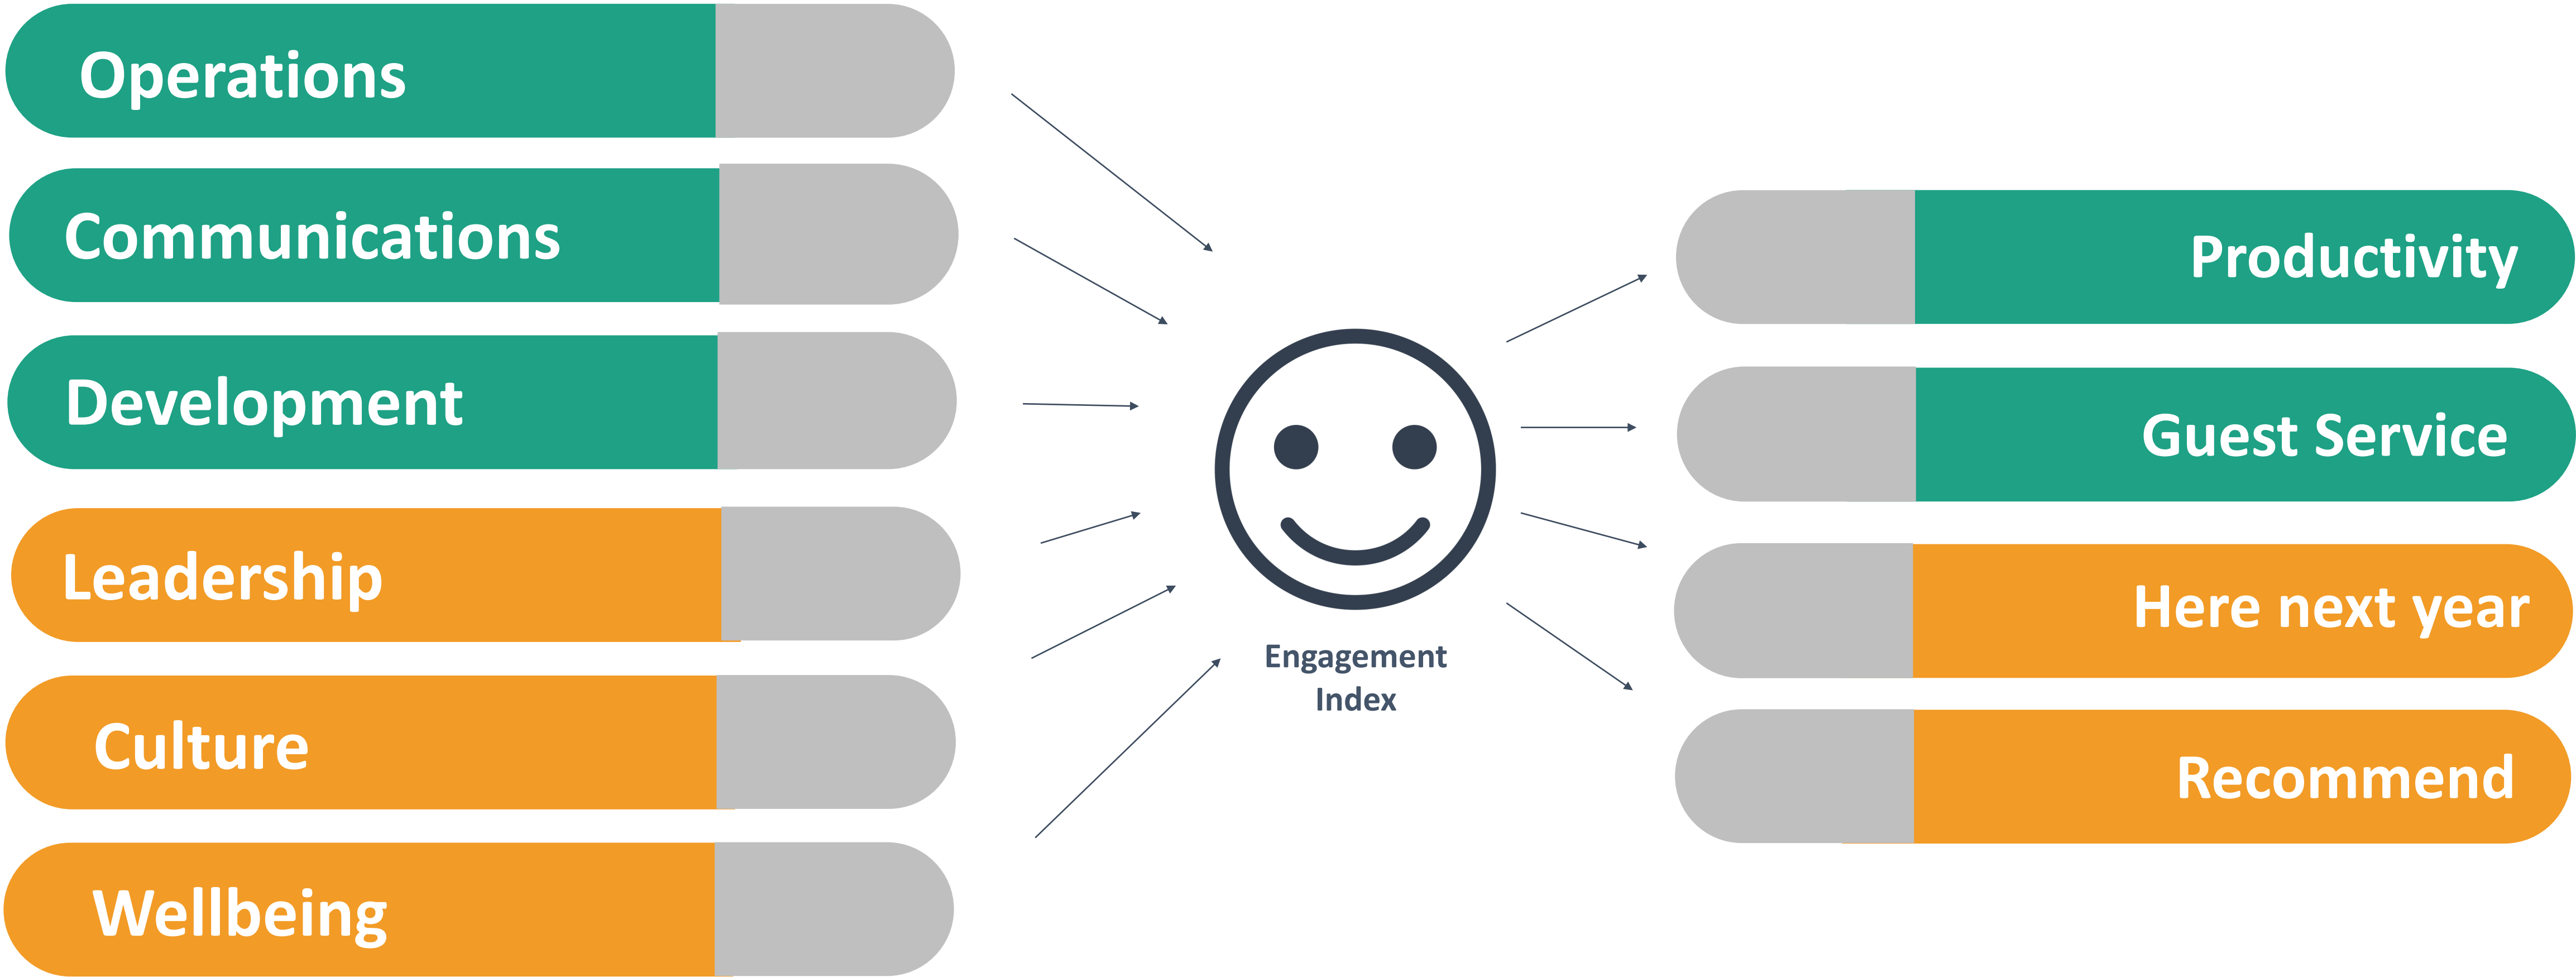 Operations
Communications
Development
Leadership
Culture
Wellbeing
Engagement
Index
Productivity
Guest Service
Here next year
Recommend